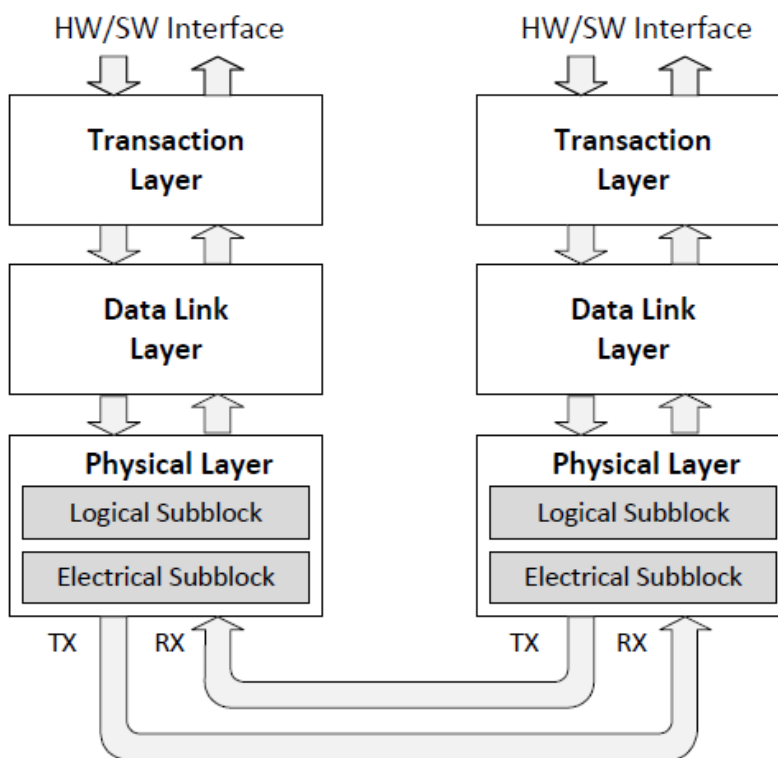 HW/SW Interface HW/SW Interface
Transaction Transaction
Layer Layer
Data Link Data Link
Layer Layer
Physical Layer Physical Layer
Logical Subblock Logical Subblock
Electrical Subblock Electrical Subblock
TX RX TX RX